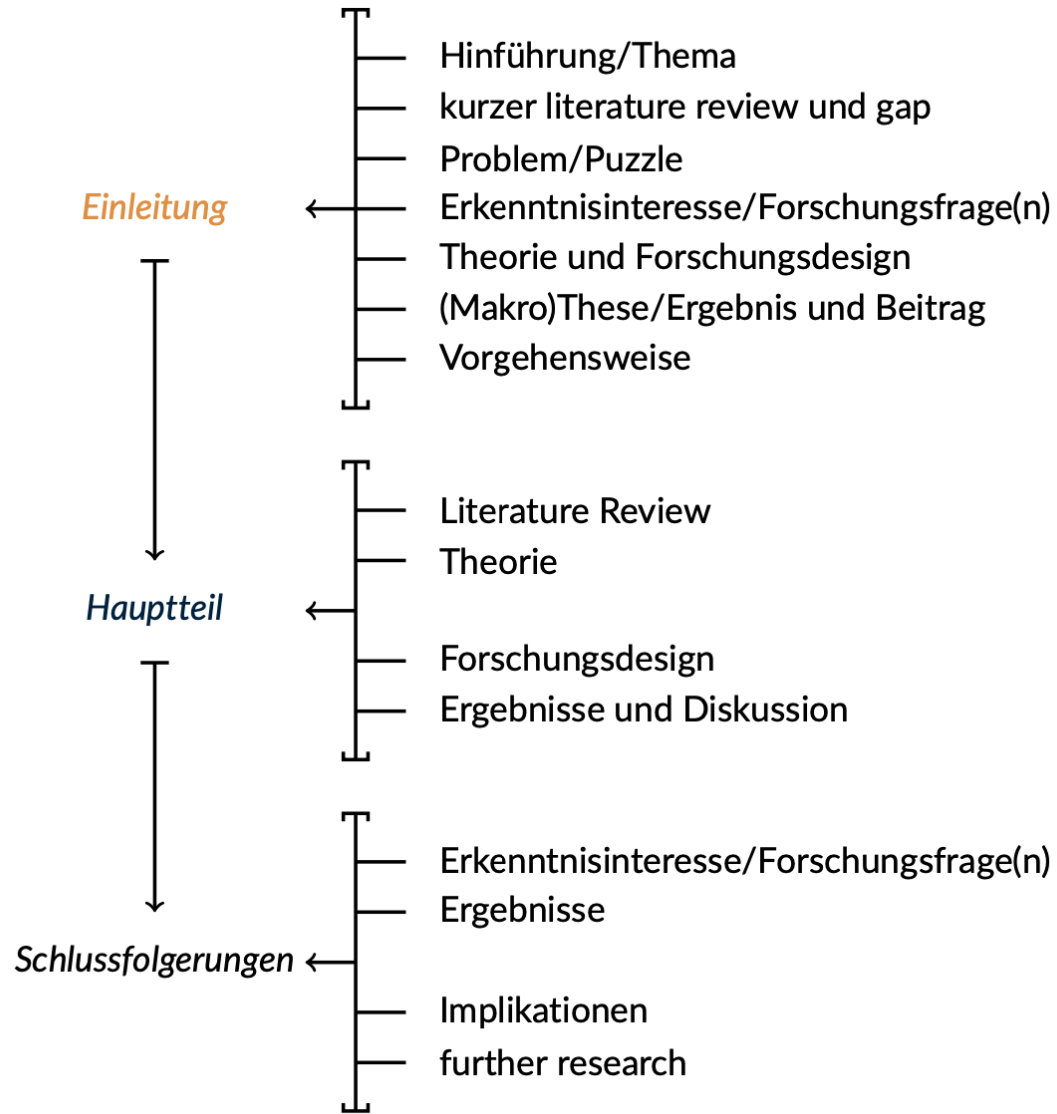 Hinführung/Thema
kurzer literature review und gap
Problem/Puzzle
Einleitung
Erkenntnisinteresse/Forschungsfrage(n)
Theorie und Forschungsdesign
(Makro)These/Ergebnis und Beitrag
Vorgehensweise
Literature Review
Theorie
Hauptteil
Forschungsdesign
Ergebnisse und Diskussion
Erkenntnisinteresse/Forschungsfrage(n)
Ergebnisse
Schlussfolgerungen
Implikationen
further research